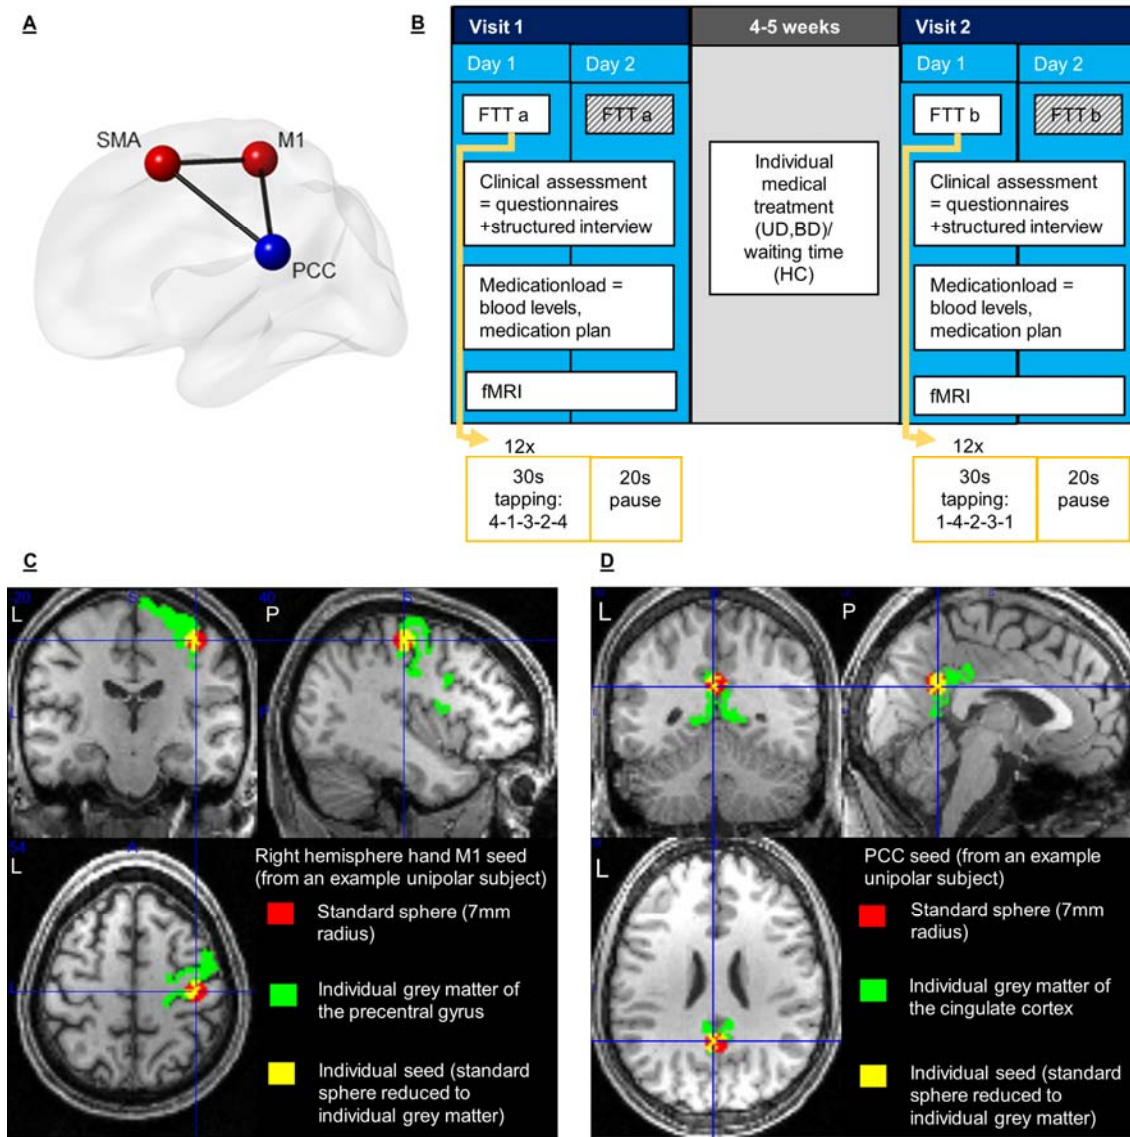 A
SMA
M1
PCC
B
Visit 1
4-5 weeks
Visit 2
Day 1
Day 2
Day 1
Day 2
FTT a
FTT a
FTT b
FTT b
Clinical assessment
= questionnaires
+structured interview
Individual
medical
treatment
(UD,BD)/
waiting time
(HC)
Clinical assessment
= questionnaires
+structured interview
Medicationload =
blood levels,
medication plan
Medicationload =
blood levels,
medication plan
fMRI
fMRI
12x
30s
tapping:
4-1-3-2-4
20s
pause
12x
30s
tapping:
1-4-2-3-1
20s
pause
C
L
P
L
Right hemisphere hand M1 seed
(from an example unipolar subject)
Standard sphere (7mm
radius)
Individual grey matter of
the precentral gyrus
Individual seed (standard
sphere reduced to
individual grey matter)
D
L
P
L
PCC seed (from an example
unipolar subject)
Standard sphere (7mm
radius)
Individual grey matter of
the cingulate cortex
Individual seed (standard
sphere reduced to
individual grey matter)